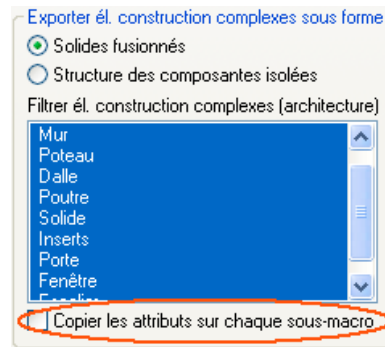 Exporter él. construction complexes sous forme
Solides fusionnés
Structure des composantes isolées
Filtrer él. construction complexes (architecture)
Mur
Poteau
Dalle
Poutre
Solide
Inserts
Porte
Fenêtre
Copier les attributs sur chaque sous-macro